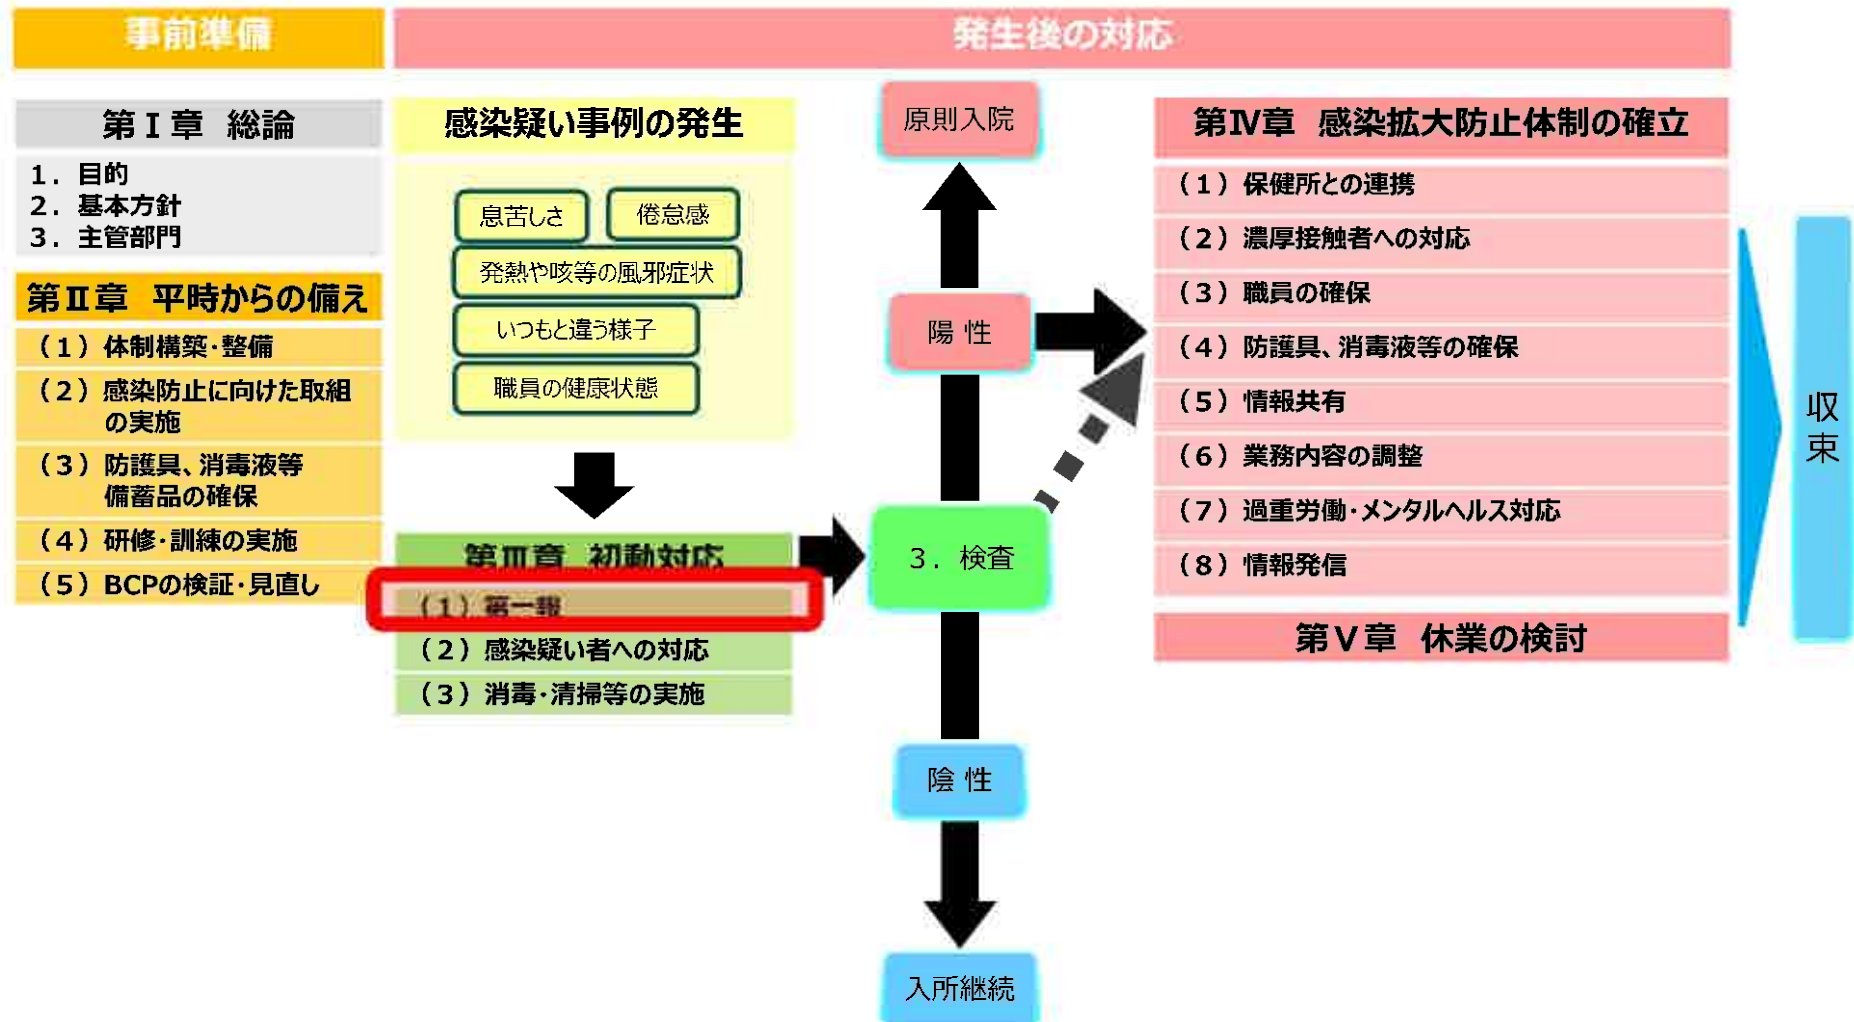 事前準備
発生後の対応
第Ⅰ章 総論
1. 目的
2. 基本方針
3. 主管部門
第Ⅱ章 平時からの備え
(1) 体制構築・整備
(2) 感染防止に向けた取組
の実施
(3) 防護具、消毒液等
備蓄品の確保
(4) 研修・訓練の実施
(5) BCPの検証・見直し
感染疑い事例の発生
息苦しさ
倦怠感
発熱や咳等の風邪症状
いつもと違う様子
職員の健康状態
第Ⅲ章 初動対応
(1) 第一報
(2) 感染疑い者への対応
(3) 消毒・清掃等の実施
原則入院
陽 性
3. 検査
陰 性
入所継続
第Ⅳ章 感染拡大防止体制の確立
(1) 保健所との連携
(2) 濃厚接触者への対応
(3) 職員の確保
(4) 防護具、消毒液等の確保
(5) 情報共有
(6) 業務内容の調整
(7) 過重労働・メンタルヘルス対応
(8) 情報発信
第Ⅴ章 休業の検討
収束